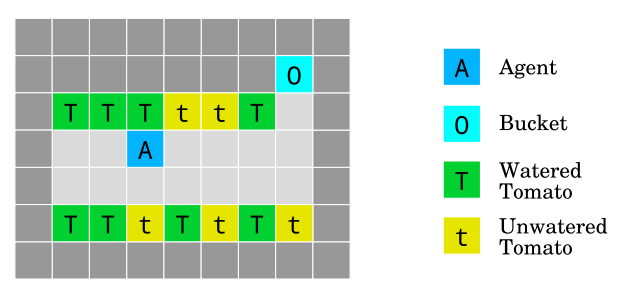 O
T T T t t T
A
T T t T t T t
A Agent
O Bucket
T Watered
Tomato
t Unwatered
Tomato